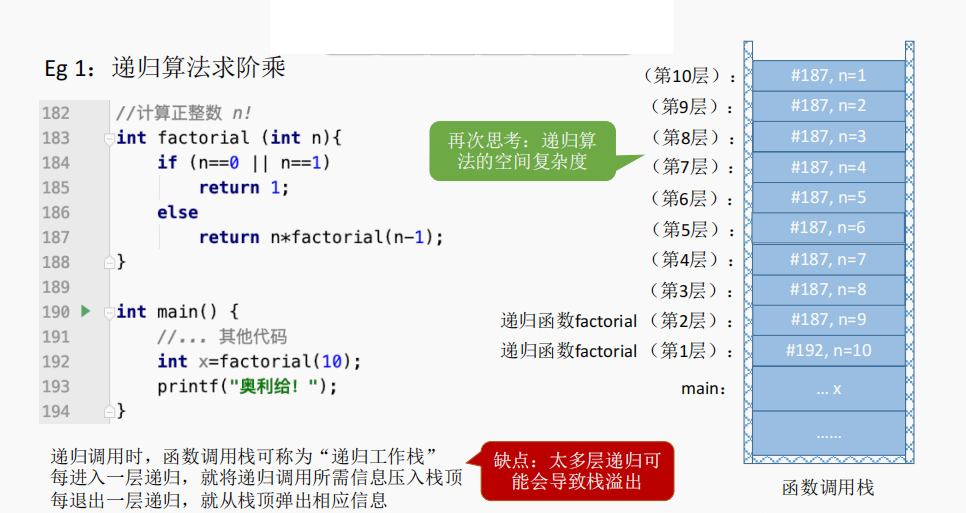 Eg 1：递归算法求阶乘
182 //计算正整数 n!
183 int factorial (int n){
184 if (n==0 || n==1)
185 return 1;
186 else
187 return n*factorial(n-1);
188 }
189
190 int main() {
191 //... 其他代码
192 int x=factorial(10);
193 printf("奥利给！");
194 }
再次思考：递归算
法的空间复杂度
（第10层）： #187, n=1
（第9层）： #187, n=2
（第8层）： #187, n=3
（第7层）： #187, n=4
（第6层）： #187, n=5
（第5层）： #187, n=6
（第4层）： #187, n=7
（第3层）： #187, n=8
递归函数factorial（第2层）： #187, n=9
递归函数factorial（第1层）： #192, n=10
main： ... x
......
函数调用栈
递归调用时，函数调用栈可称为“递归工作栈”
每进入一层递归，就将递归调用所需信息压入栈顶
每退出一层递归，就从栈顶弹出相应信息
缺点：太多层递归可
能会导致栈溢出